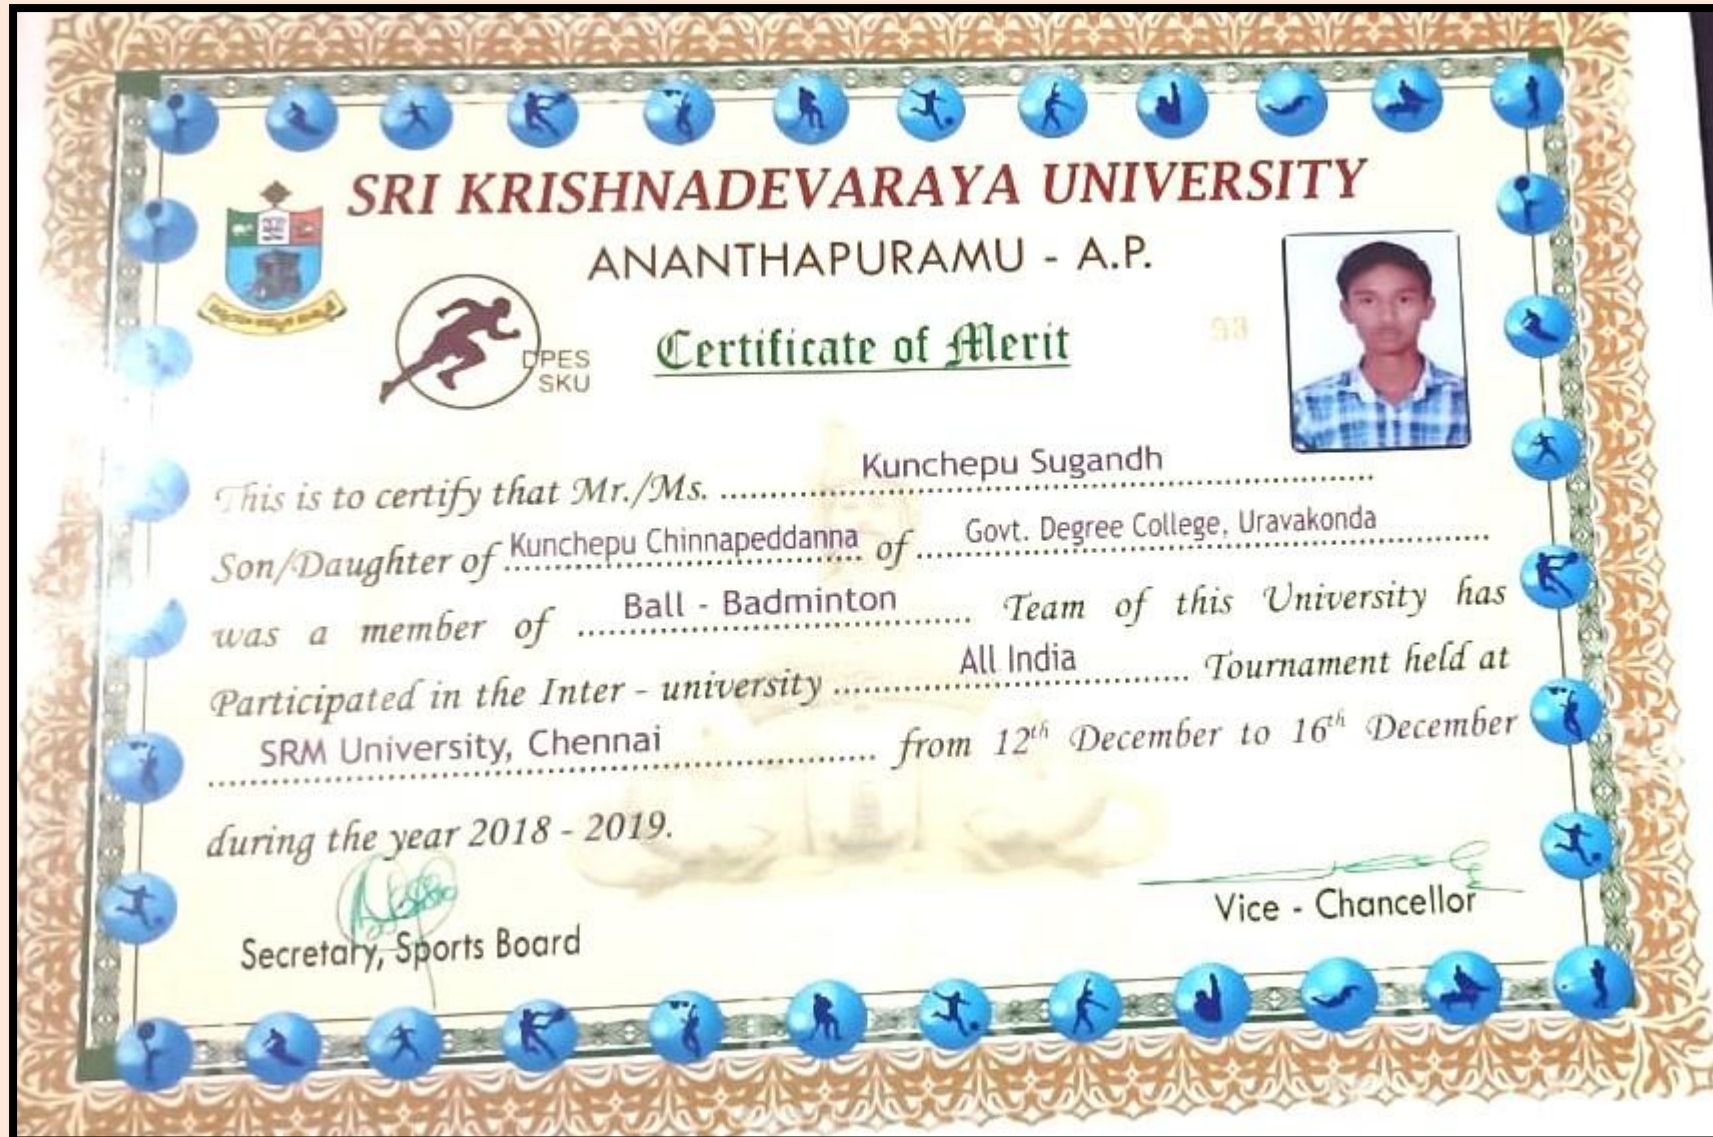 SRI KRISHNADEVARAYA UNIVERSITY
ANANTHAPURAMU - A.P.
DPES
SKU
Certificate of Merit
93
This is to certify that Mr./Ms. Kunchepu Sugandh
Son/Daughter of Kunchepu Chinnapeddanna of Govt. Degree College, Uravakonda
was a member of Ball - Badminton Team of this University has
Participated in the Inter - university All India Tournament held at
SRM University, Chennai from 12th December to 16th December
during the year 2018 - 2019.
Secretary, Sports Board
Vice - Chancellor